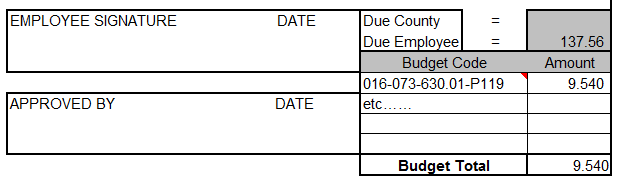 EMPLOYEE SIGNATURE DATE Due County =
Due Employee = 137.56
Budget Code Amount
016-073-630.01-P119 9.540
APPROVED BY DATE etc......
Budget Total 9.540